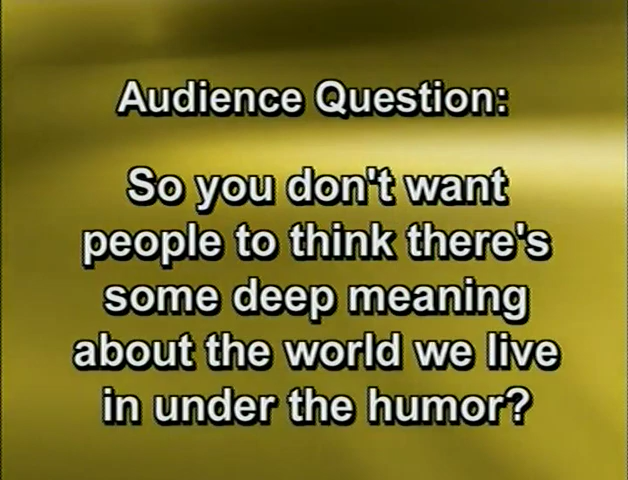 Audience Question:
So you don't want
people to think there's
some deep meaning
about the world we live
in under the humor?